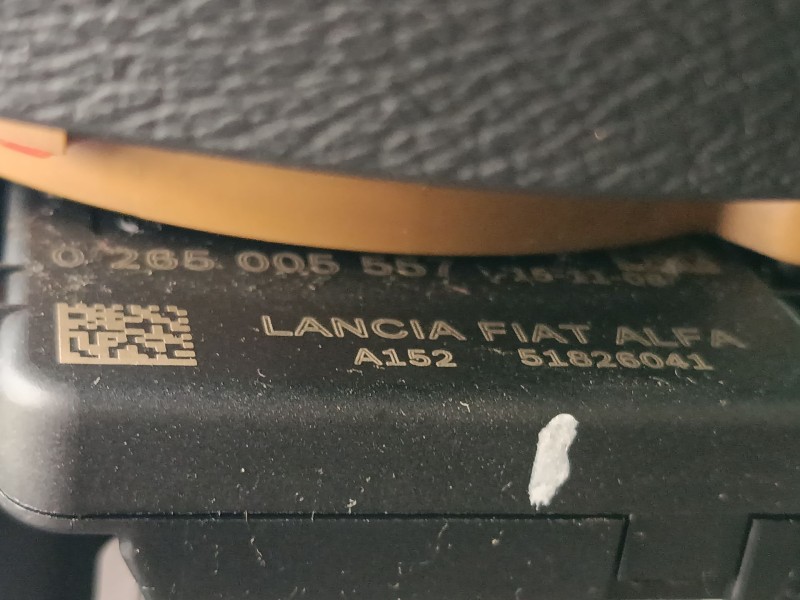 0 265 005 557
LANCIA FIAT ALFA
A152 51826041